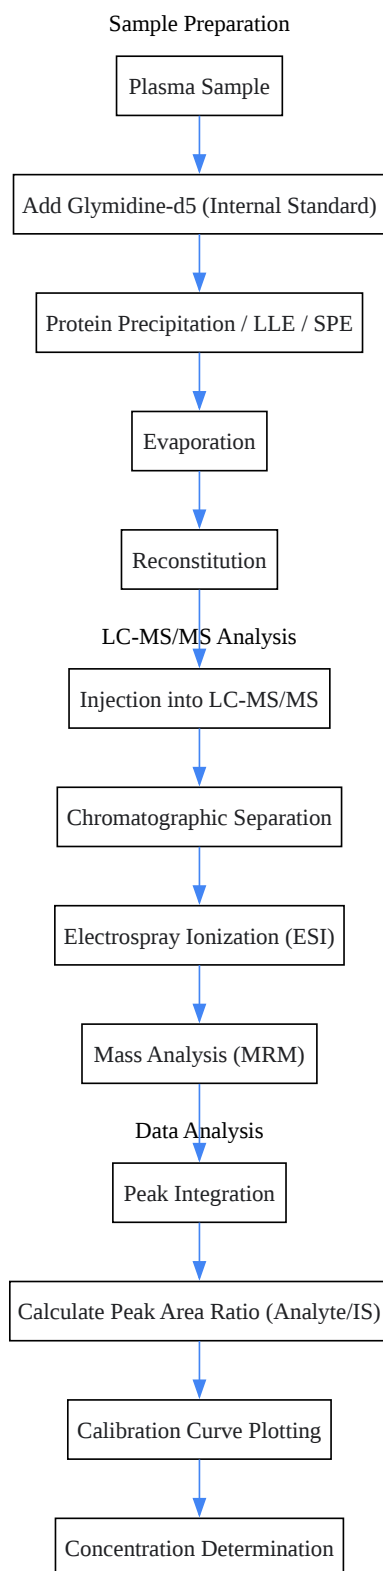 Sample Preparation
Plasma Sample
Add Glymidine-d5 (Internal Standard)
Protein Precipitation / LLE / SPE
Evaporation
Reconstitution
LC-MS/MS Analysis
Injection into LC-MS/MS
Chromatographic Separation
Electrospray Ionization (ESI)
Mass Analysis (MRM)
Data Analysis
Peak Integration
Calculate Peak Area Ratio (Analyte/IS)
Calibration Curve Plotting
Concentration Determination